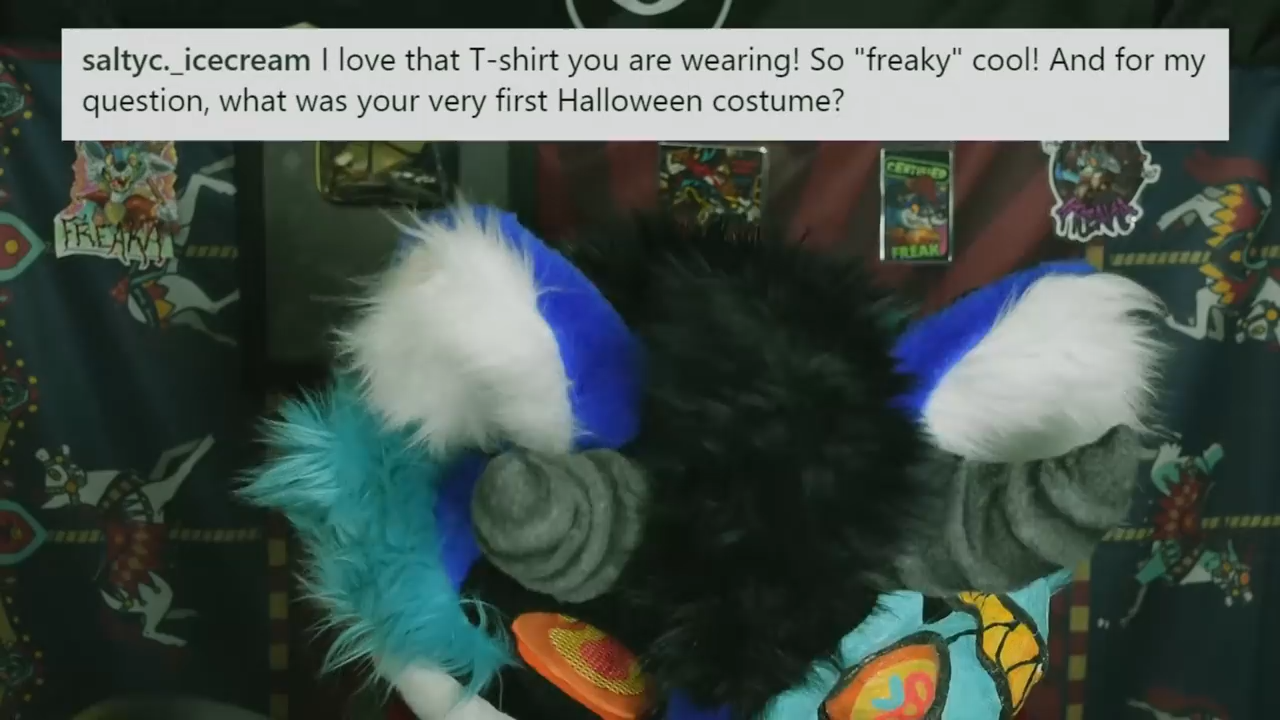 saltyc._icecream I love that T-shirt you are wearing! So "freaky" cool! And for my
question, what was your very first Halloween costume?
FREAKY
CERTIFIED
FREAK